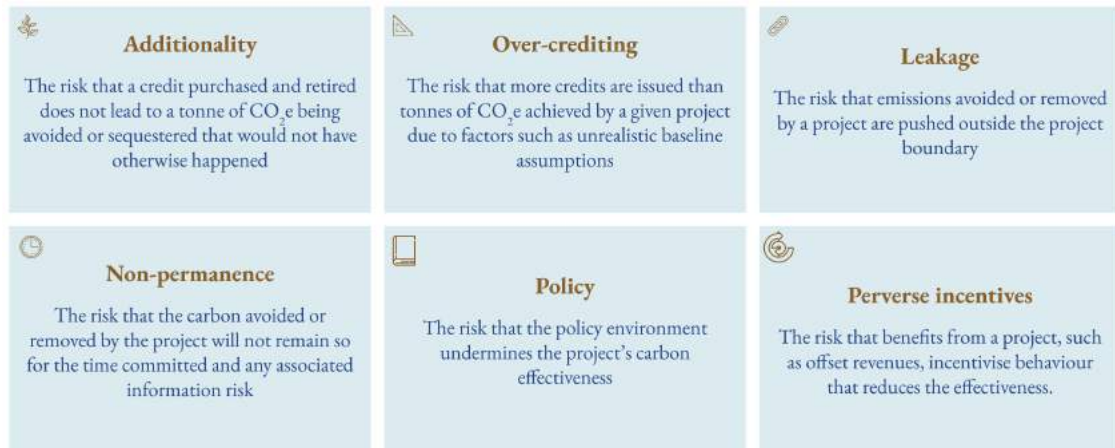 Additionality
The risk that a credit purchased and retired
does not lead to a tonne of CO₂e being
avoided or sequestered that would not have
otherwise happened
Over-crediting
The risk that more credits are issued than
tonnes of CO₂e achieved by a given project
due to factors such as unrealistic baseline
assumptions
Leakage
The risk that emissions avoided or removed
by a project are pushed outside the project
boundary
Non-permanence
The risk that the carbon avoided or
removed by the project will not remain so
for the time committed and any associated
information risk
Policy
The risk that the policy environment
undermines the project's carbon
effectiveness
Perverse incentives
The risk that benefits from a project, such
as offset revenues, incentivise behaviour
that reduces the effectiveness.